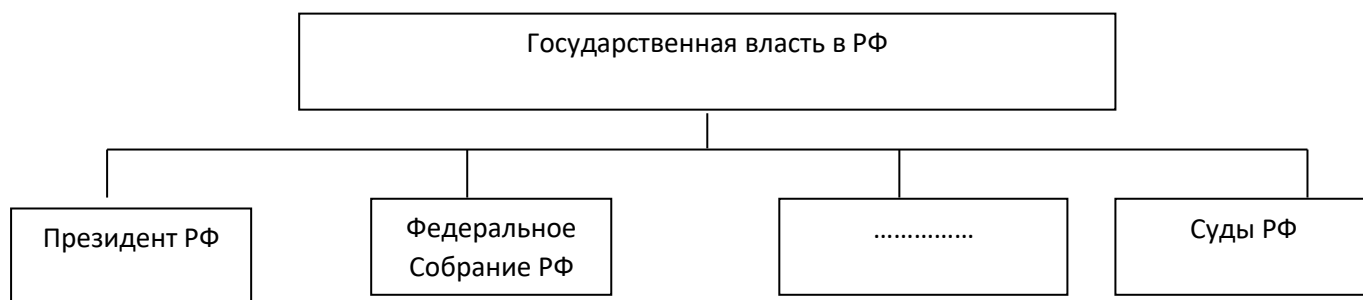 Государственная власть в РФ
Президент РФ
Федеральное
Собрание РФ
……………
Суды РФ